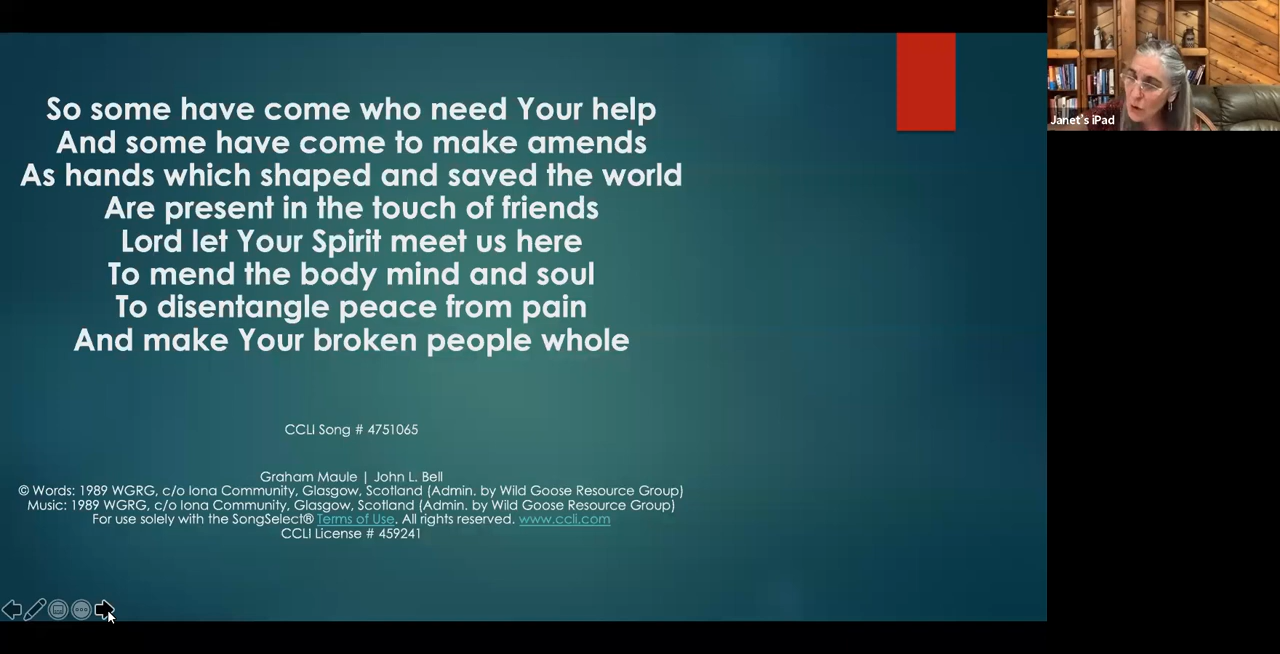 So some have come who need Your help
And some have come to make amends
As hands which shaped and saved the world
Are present in the touch of friends
Lord let Your Spirit meet us here
To mend the body mind and soul
To disentangle peace from pain
And make Your broken people whole
CCLI Song # 4751065
Graham Maule | John L. Bell
© Words: 1989 WGRG, c/o Iona Community, Glasgow, Scotland (Admin. by Wild Goose Resource Group)
Music: 1989 WGRG, c/o Iona Community, Glasgow, Scotland (Admin. by Wild Goose Resource Group)
For use solely with the SongSelect® Terms of Use. All rights reserved. www.ccli.com
CCLI License # 459241
Janet's iPad